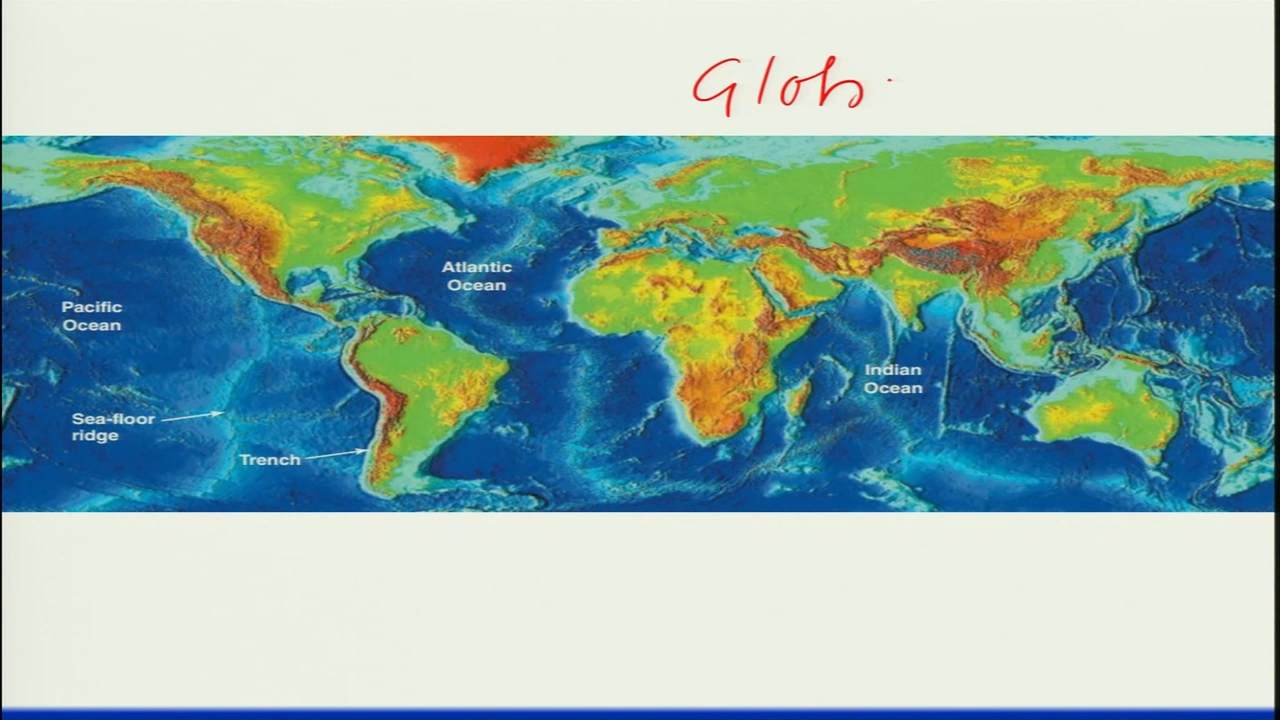 Glob
Atlantic
Ocean
Pacific
Ocean
Indian
Ocean
Sea-floor
ridge
Trench